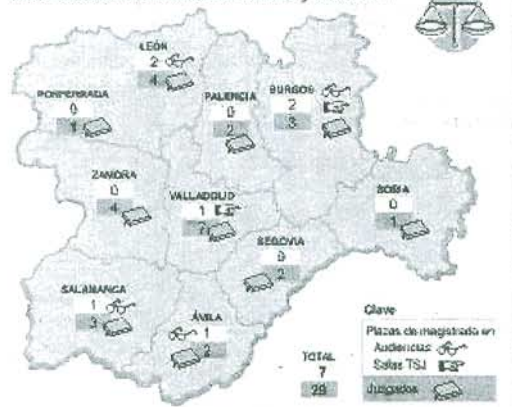 LEÓN
2
4
PONFERRADA
0
1
PALENCIA
0
2
BURGOS
2
3
ZAMORA
0
4
VALLADOLID
1
7
SORIA
0
1
SEGOVIA
0
2
SALAMANCA
1
3
ÁVILA
1
2
TOTAL
7
29
Clave
Plazas de magistrado en
Audiencias
Salas TSJ
Juzgados